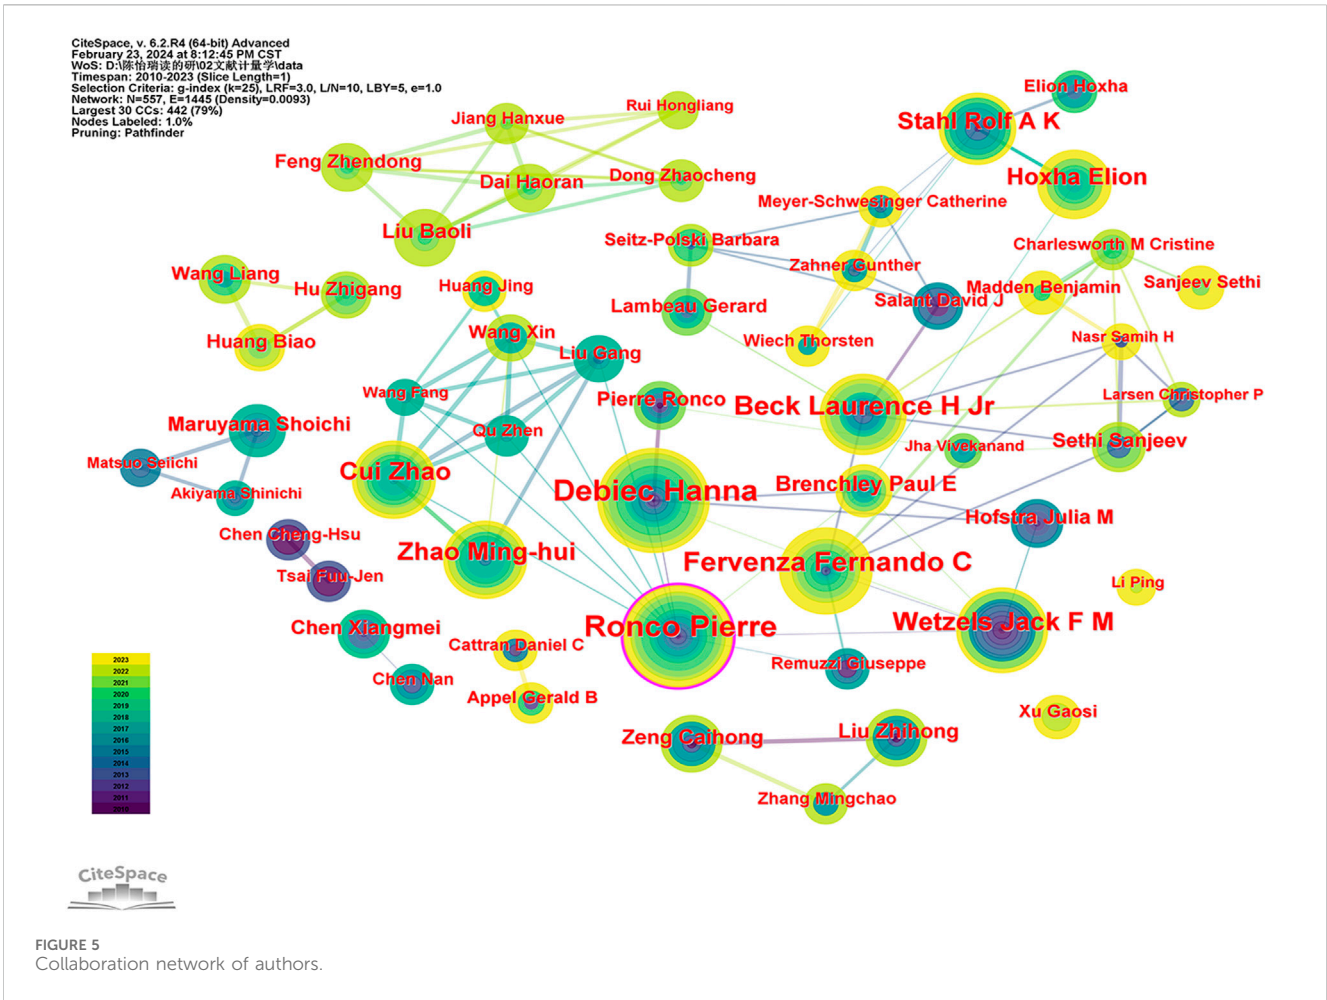 CiteSpace, v. 6.2.R4 (64-bit) Advanced
February 23, 2024 at 8:12:45 PM CST
WoS: D:\陈怡瑞读的研\02文献计量学\data
Timespan: 2010-2023 (Slice Length=1)
Selection Criteria: g-index (k=25), LRF=3.0, L/N=10, LBY=5, e=1.0
Network: N=557, E=1445 (Density=0.0093)
Largest 30 CCs: 442 (79%)
Nodes Labeled: 1.0%
Pruning: Pathfinder
Elion Hoxha
Rui Hongliang
Jiang Hanxue
Stahl Rolf A K
Feng Zhendong
Dong Zhaocheng
Dai Haoran
Hoxha Elion
Meyer-Schwesinger Catherine
Liu Baoli
Seitz-Polski Barbara
Charlesworth M Cristine
Zahner Gunther
Wang Liang
Sanjeev Sethi
Huang Jing
Madden Benjamin
Hu Zhigang
Salant David J
Lambeau Gerard
Wang Xin
Nasr Samih H
Huang Biao
Wiech Thorsten
Liu Gang
Wang Fang
Larsen Christopher P
Pierre Ronco
Beck Laurence H Jr
Maruyama Shoichi
Qu Zhen
Sethi Sanjeev
Jha Vivekanand
Matsuo Seiichi
Cui Zhao
Brenchley Paul E
Debiec Hanna
Akiyama Shinichi
Hofstra Julia M
Chen Cheng-Hsu
Zhao Ming-hui
Fervenza Fernando C
Tsai Fuu-Jen
Li Ping
Wetzels Jack F M
Ronco Pierre
Chen Xiangmei
Cattran Daniel C
Remuzzi Giuseppe
Chen Nan
Appel Gerald B
Xu Gaosi
Liu Zhihong
Zeng Caihong
Zhang Mingchao
2023
2022
2021
2020
2019
2018
2017
2016
2015
2014
2013
2012
2011
2010
CiteSpace
FIGURE 5
Collaboration network of authors.